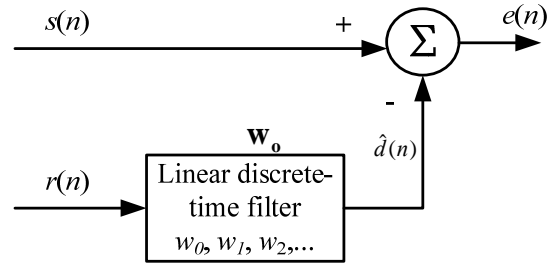 s(n)
+
Σ
e(n)
-
w₀
d̂(n)
r(n)
Linear discrete-
time filter
w₀, w₁, w₂,...